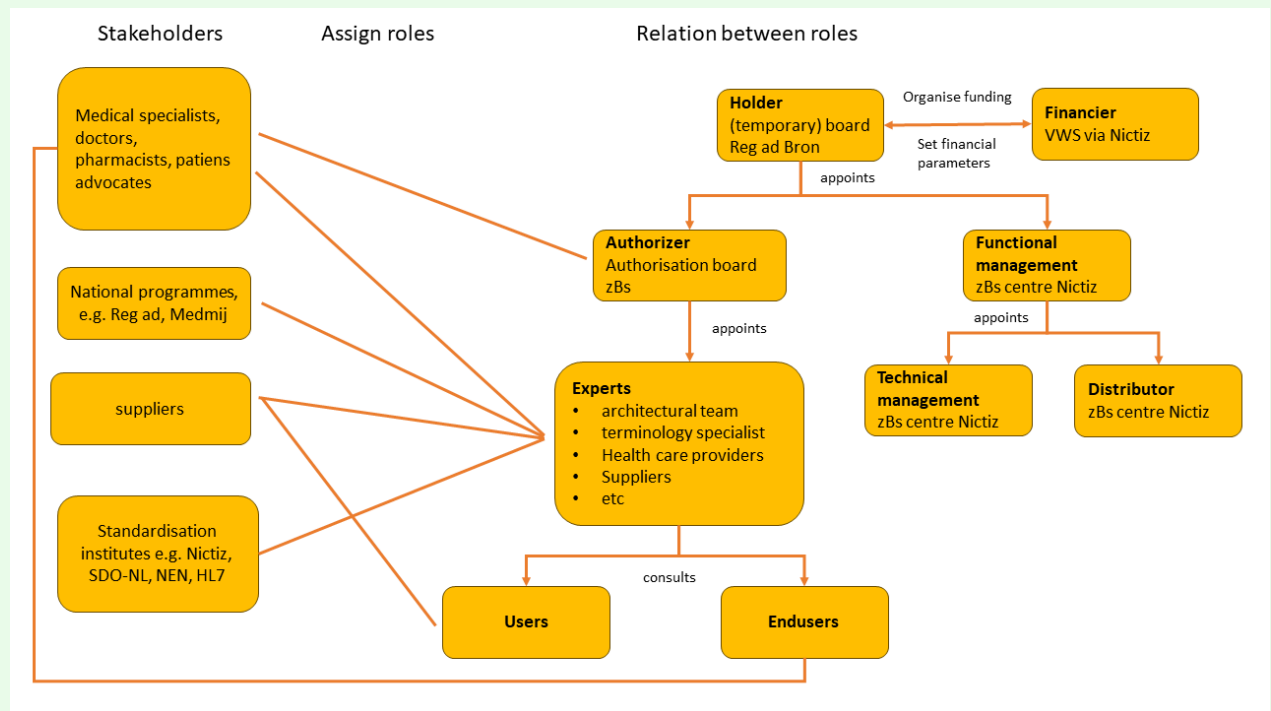 Stakeholders
Assign roles
Relation between roles
Medical specialists,
doctors,
pharmacists, patiens
advocates
National programmes,
e.g. Reg ad, Medmij
suppliers
Standardisation
institutes e.g. Nictiz,
SDO-NL, NEN, HL7
Holder
(temporary) board
Reg ad Bron
Organise funding
Set financial
parameters
Financier
VWS via Nictiz
appoints
Authorizer
Authorisation board
zBs
Functional
management
zBs centre Nictiz
appoints
appoints
Experts
• architectural team
• terminology specialist
• Health care providers
• Suppliers
• etc
Technical
management
zBs centre Nictiz
Distributor
zBs centre Nictiz
consults
Users
Endusers